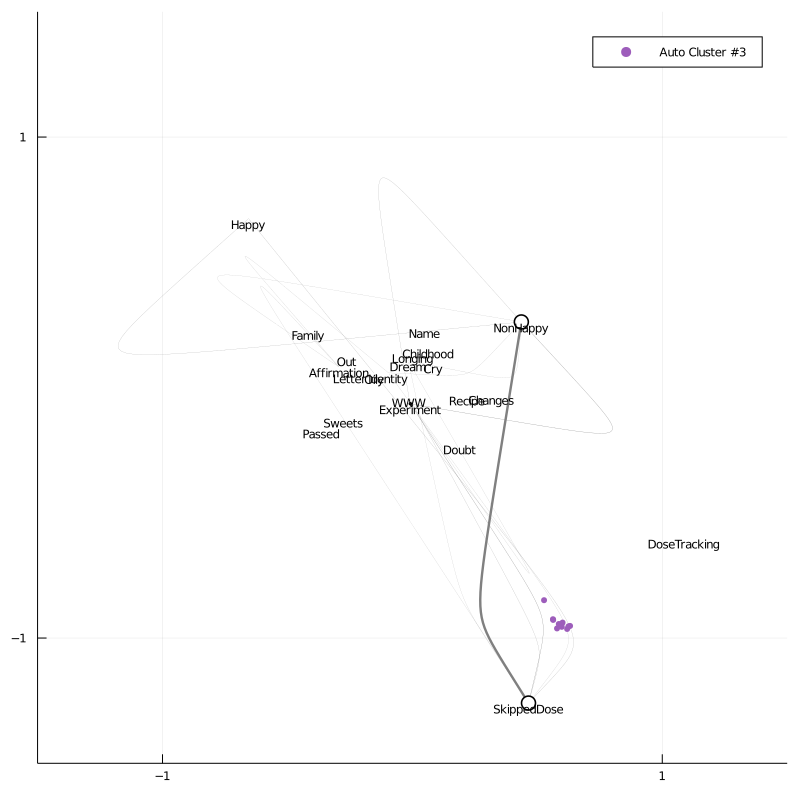 Auto Cluster #3
1
Happy
NonHappy
Name
Family
Childhood
Longing
Out
Dream
Cry
Affirmation
Identity
WWW
Recipe
Changes
Experiment
Sweets
Passed
Doubt
DoseTracking
−1
SkippedDose
−1
1